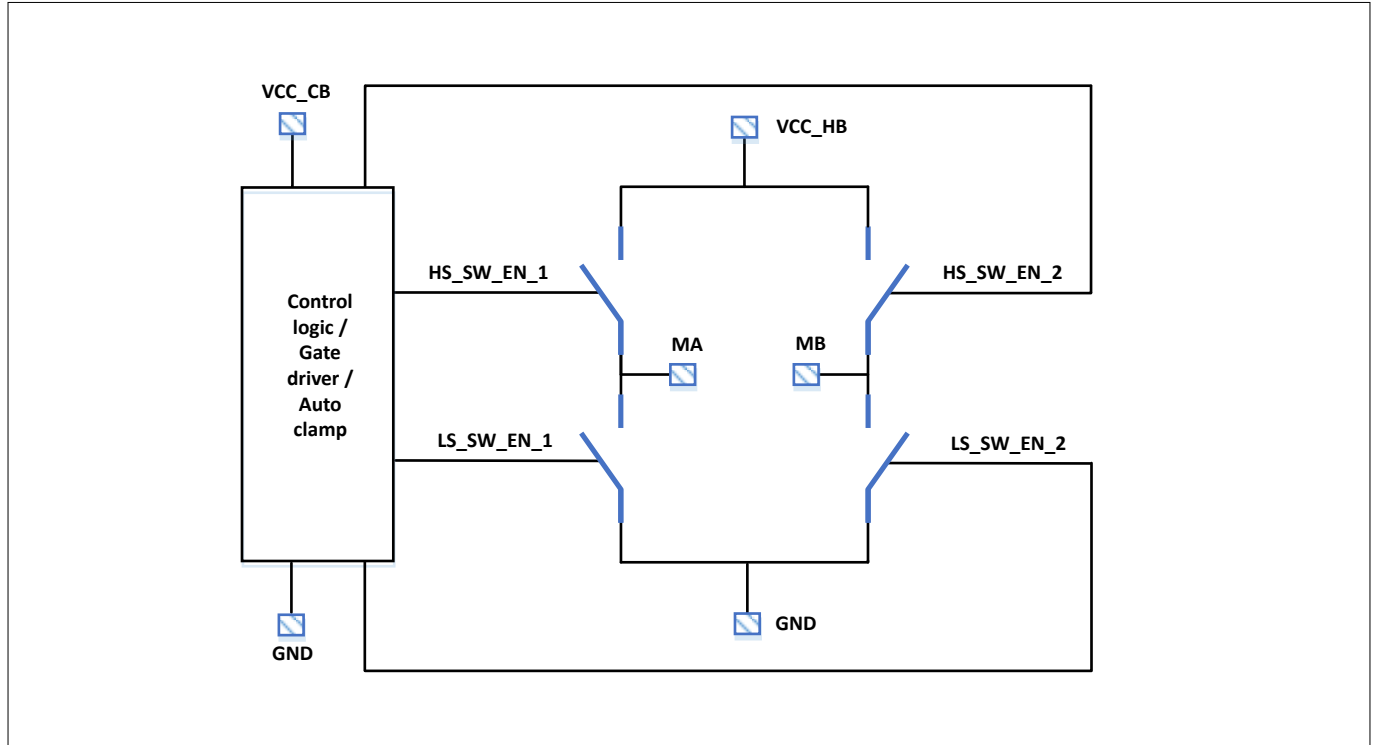 VCC_CB
VCC_HB
HS_SW_EN_1
HS_SW_EN_2
Control
logic /
Gate
driver /
Auto
clamp
MA
MB
LS_SW_EN_1
LS_SW_EN_2
GND
GND